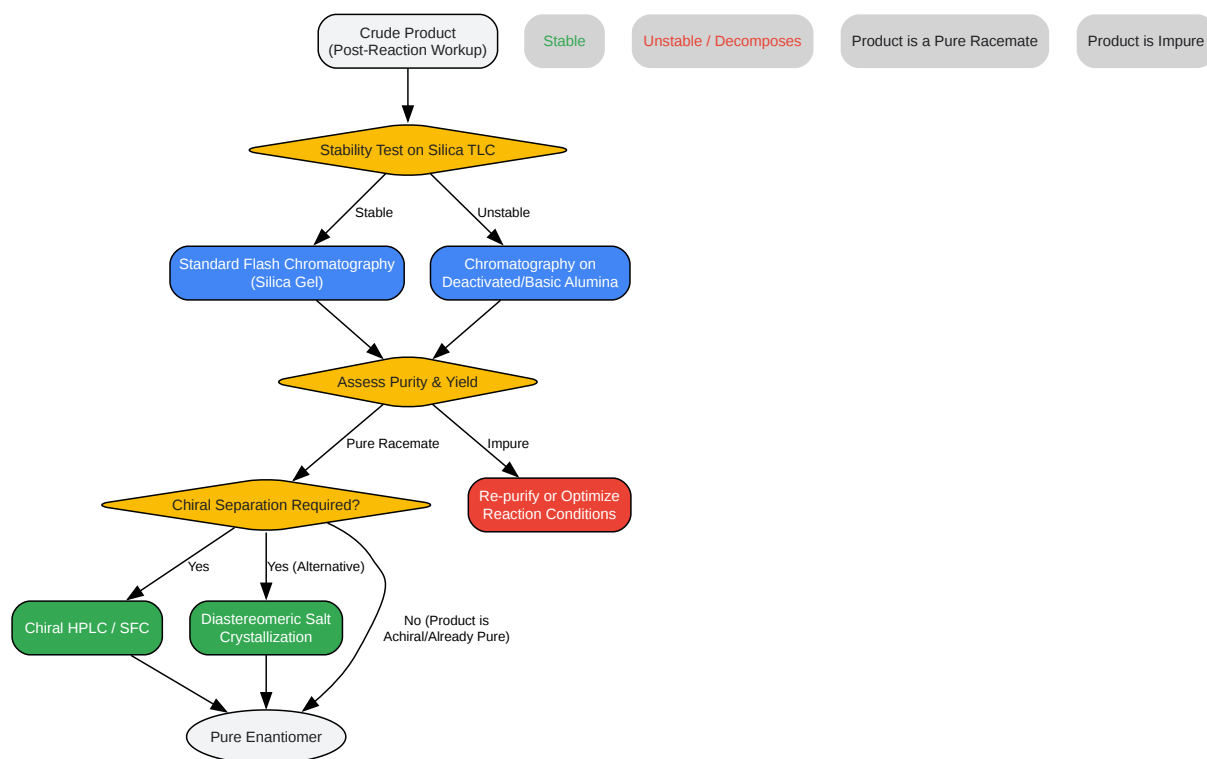 Crude Product
(Post-Reaction Workup)
Stable
Unstable / Decomposes
Product is a Pure Racemate
Product is Impure
Stability Test on Silica TLC
Stable
Unstable
Standard Flash Chromatography
(Silica Gel)
Chromatography on
Deactivated/Basic Alumina
Assess Purity & Yield
Pure Racemate
Impure
Chiral Separation Required?
Re-purify or Optimize
Reaction Conditions
Yes
Yes (Alternative)
No (Product is
Achiral/Already Pure)
Chiral HPLC / SFC
Diastereomeric Salt
Crystallization
Pure Enantiomer